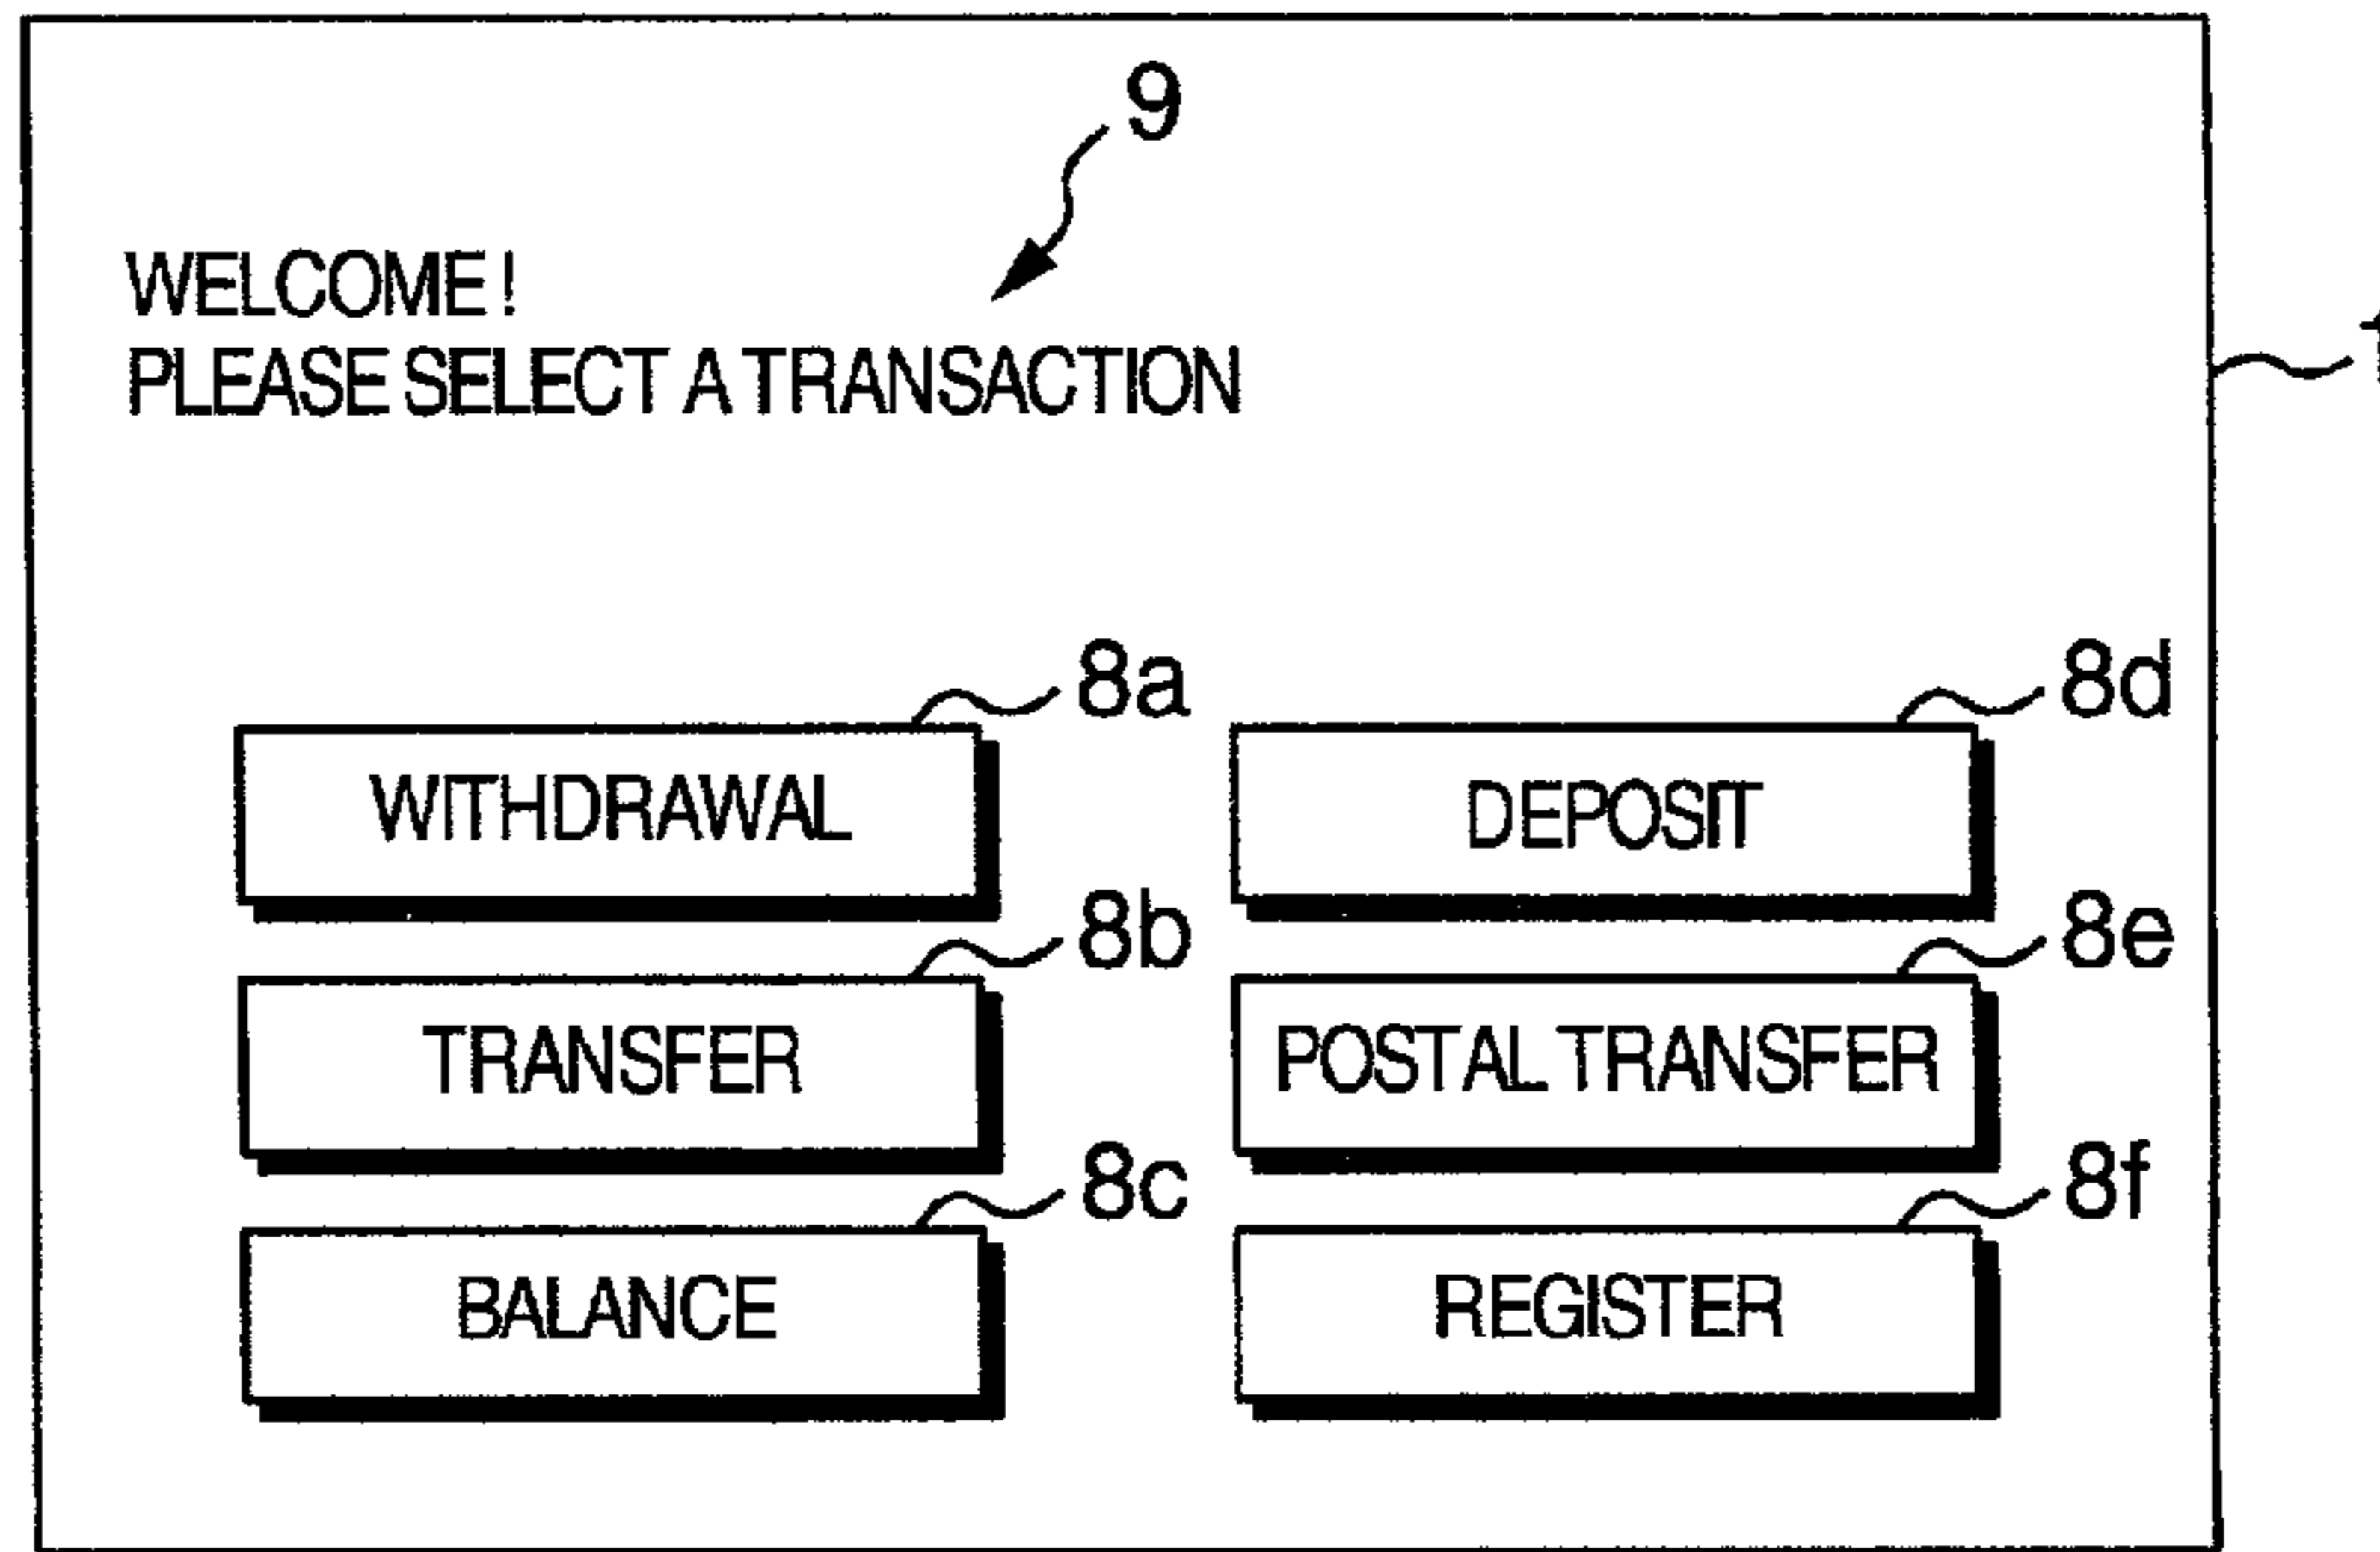 9
WELCOME !
PLEASE SELECT A TRANSACTION
8a
8d
WITHDRAWAL
DEPOSIT
8b
8e
TRANSFER
POSTAL TRANSFER
8c
8f
BALANCE
REGISTER